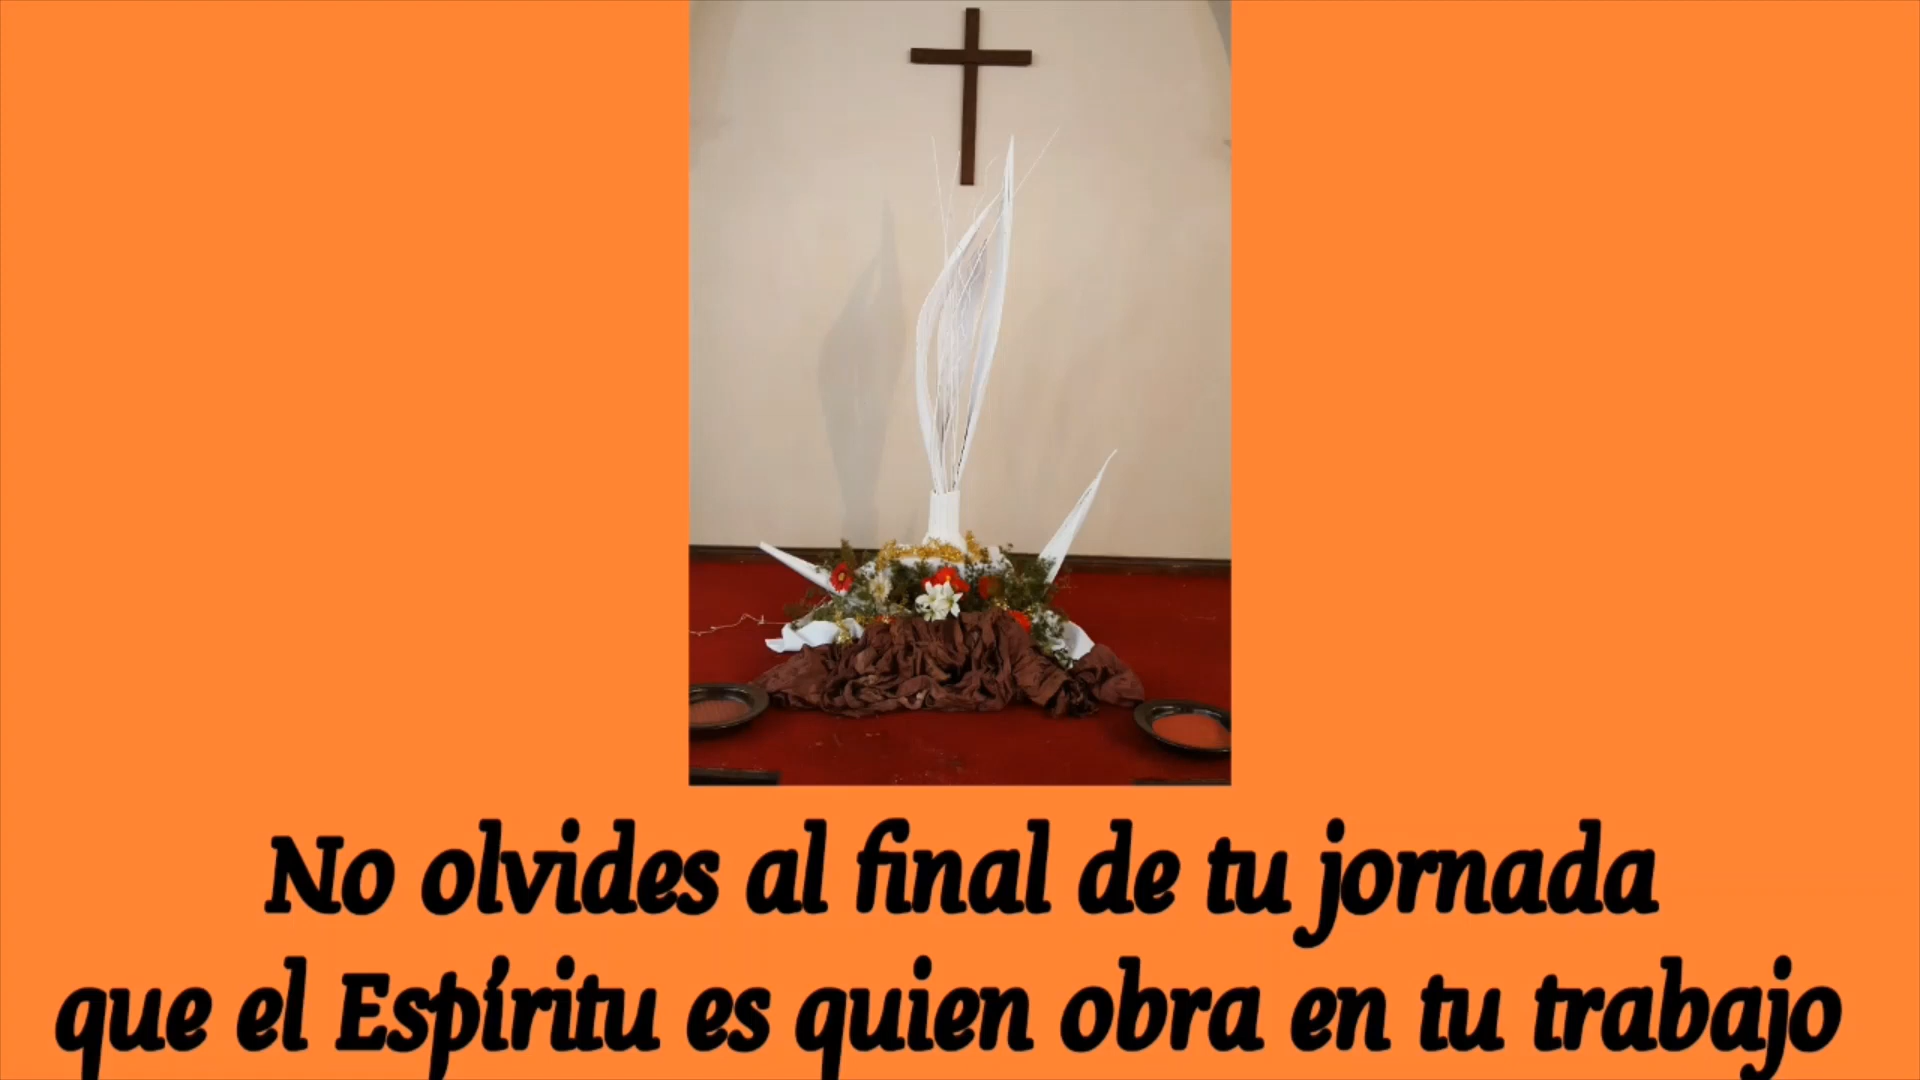 No olvides al final de tu jornada
que el Espíritu es quien obra en tu trabajo